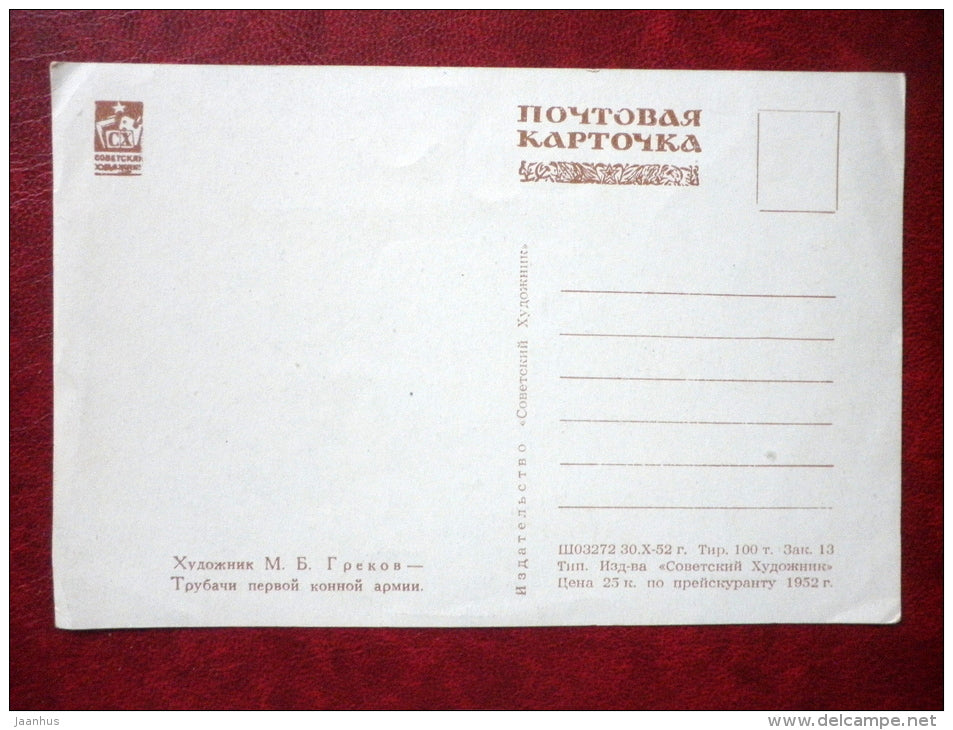 СХ
СОВЕТСКИЙ
ХУДОЖНИК
ПОЧТОВАЯ
КАРТОЧКА
Издательство «Советский Художник»
Художник М. Б. Греков —
Трубачи первой конной армии.
Ш03272 30.X-52 г. Тир. 100 т. Зак. 13
Тип. Изд-ва «Советский Художник»
Цена 25 к. по прейскуранту 1952 г.
Jaanhus
www.delcampe.net